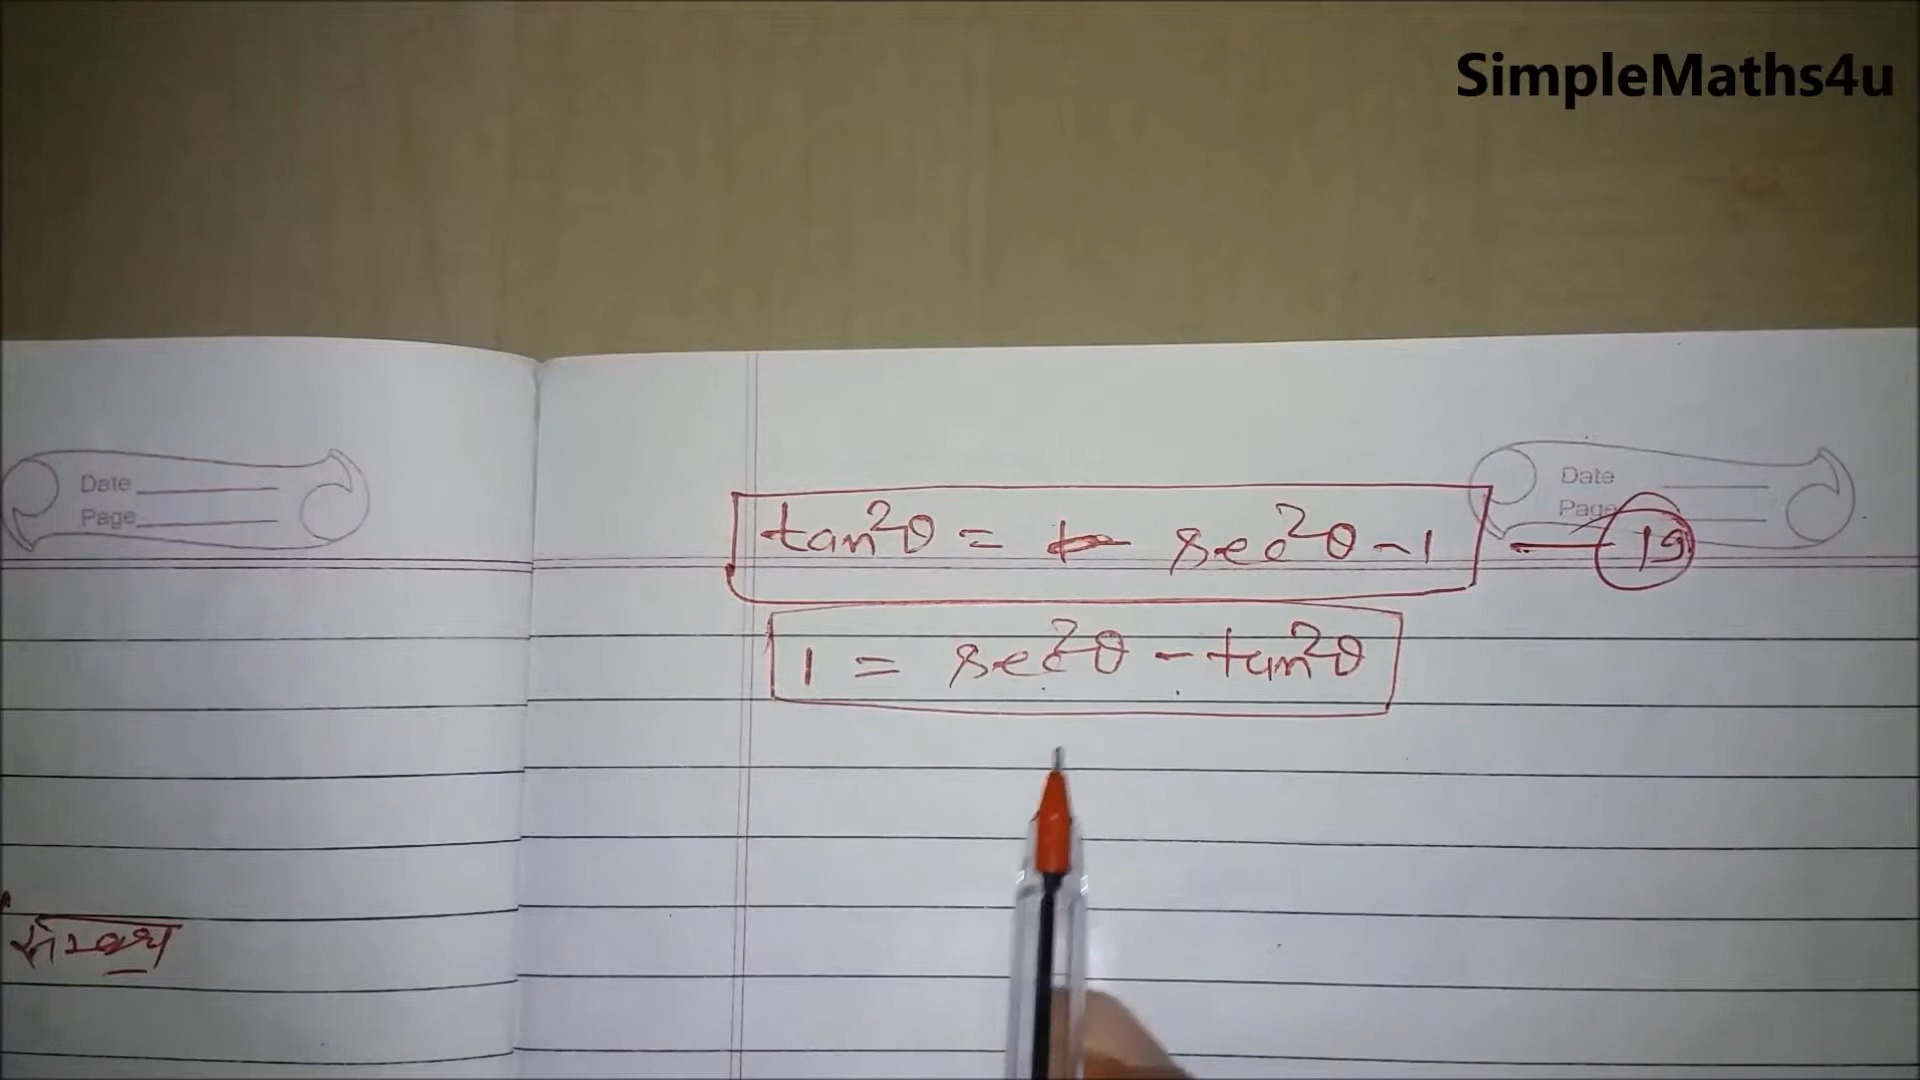 SimpleMaths4u
Date
Page
Date
Page
tan²θ = sec²θ - 1 — 19
1 = sec²θ - tan²θ